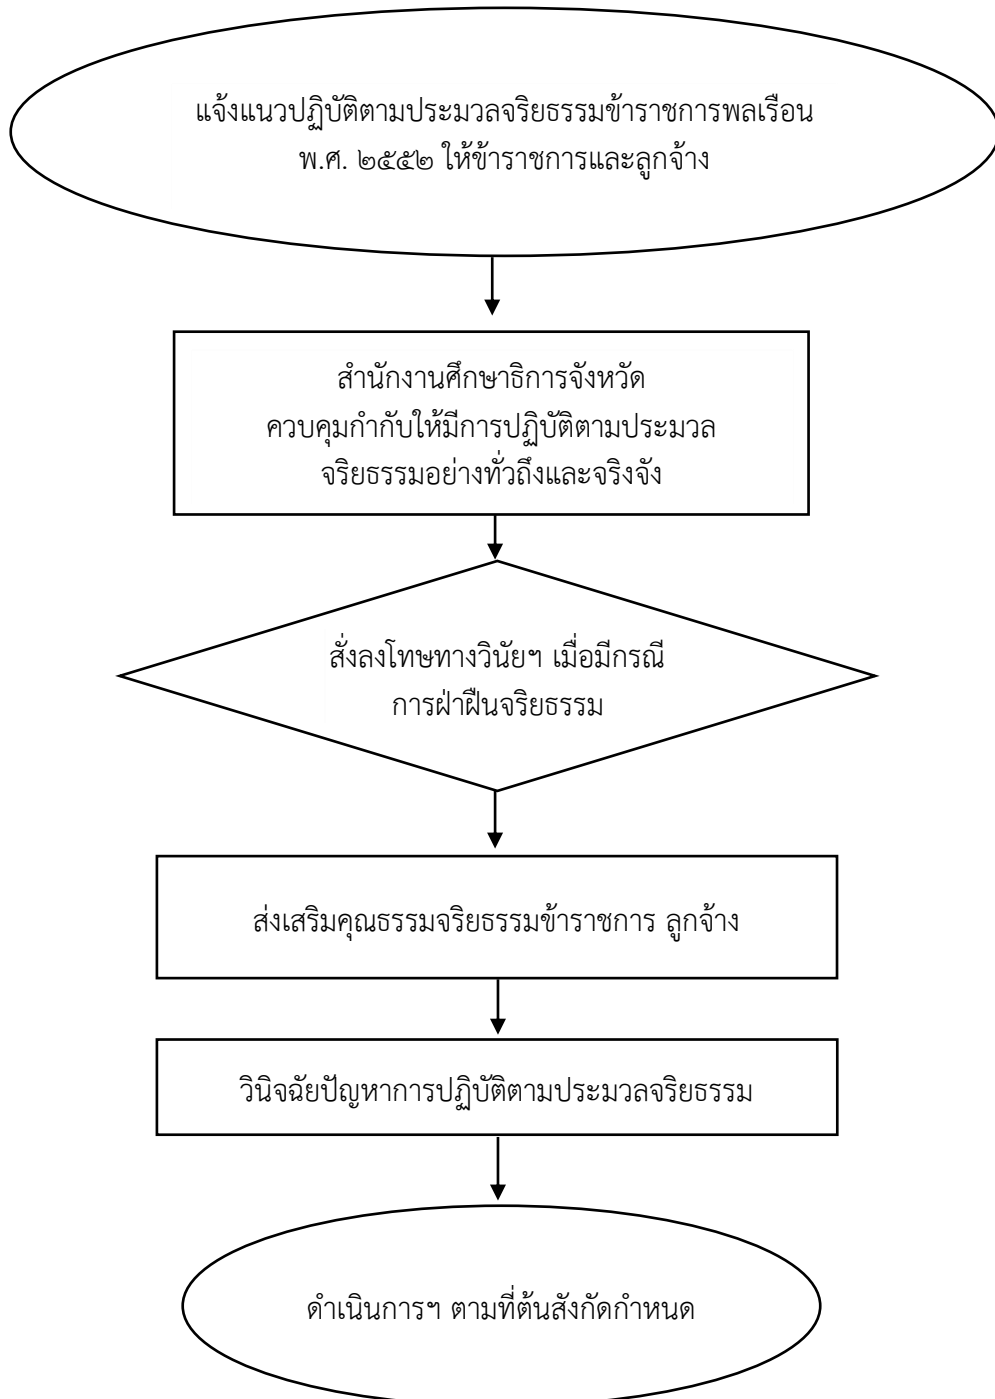 แจ้งแนวปฏิบัติตามประมวลจริยธรรมข้าราชการพลเรือน
พ.ศ. ๒๕๕๒ ให้ข้าราชการและลูกจ้าง
สำนักงานศึกษาธิการจังหวัด
ควบคุมกำกับให้มีการปฏิบัติตามประมวล
จริยธรรมอย่างทั่วถึงและจริงจัง
สั่งลงโทษทางวินัยฯ เมื่อมีกรณี
การฝ่าฝืนจริยธรรม
ส่งเสริมคุณธรรมจริยธรรมข้าราชการ ลูกจ้าง
วินิจฉัยปัญหาการปฏิบัติตามประมวลจริยธรรม
ดำเนินการฯ ตามที่ต้นสังกัดกำหนด